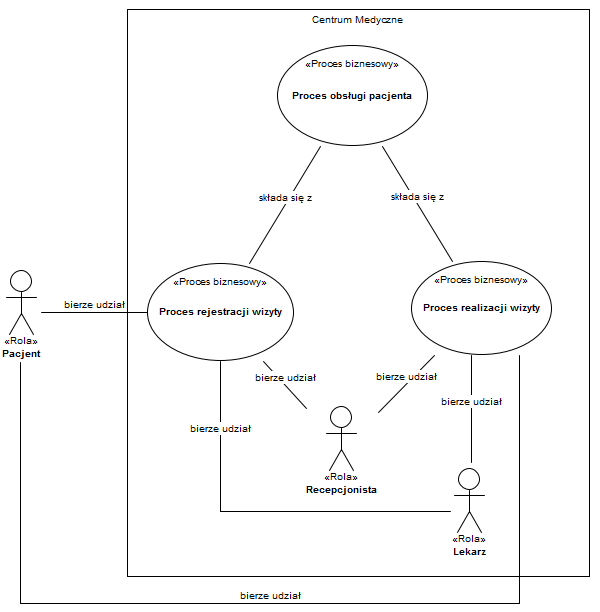 Centrum Medyczne
«Proces biznesowy»
Proces obsługi pacjenta
składa się z
składa się z
«Proces biznesowy»
Proces rejestracji wizyty
«Proces biznesowy»
Proces realizacji wizyty
bierze udział
«Rola»
Pacjent
bierze udział
bierze udział
bierze udział
bierze udział
«Rola»
Recepcjonista
«Rola»
Lekarz
bierze udział